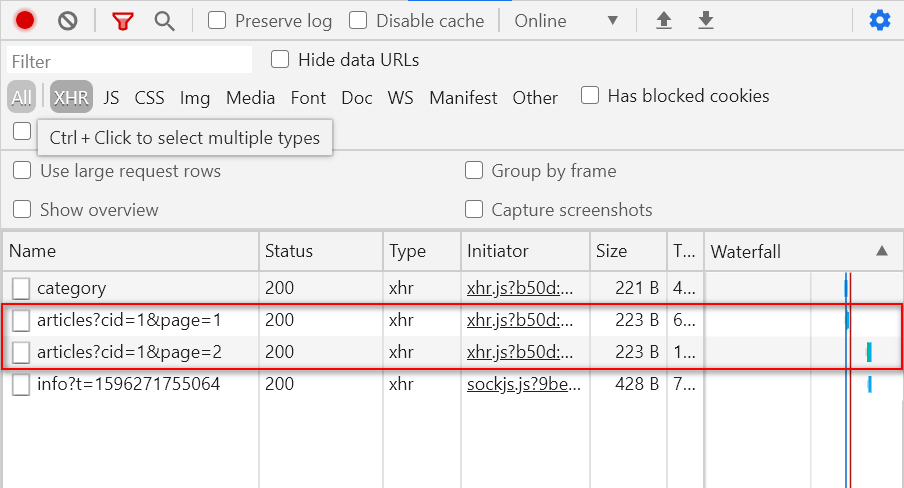 Preserve log Disable cache Online
Filter Hide data URLs
All XHR JS CSS Img Media Font Doc WS Manifest Other Has blocked cookies
Ctrl + Click to select multiple types
Use large request rows Group by frame
Show overview Capture screenshots
Name Status Type Initiator Size T... Waterfall
category 200 xhr xhr.js?b50d:... 221 B 4...
articles?cid=1&page=1 200 xhr xhr.js?b50d:... 223 B 6...
articles?cid=1&page=2 200 xhr xhr.js?b50d:... 223 B 1...
info?t=1596271755064 200 xhr sockjs.js?9be... 428 B 7...